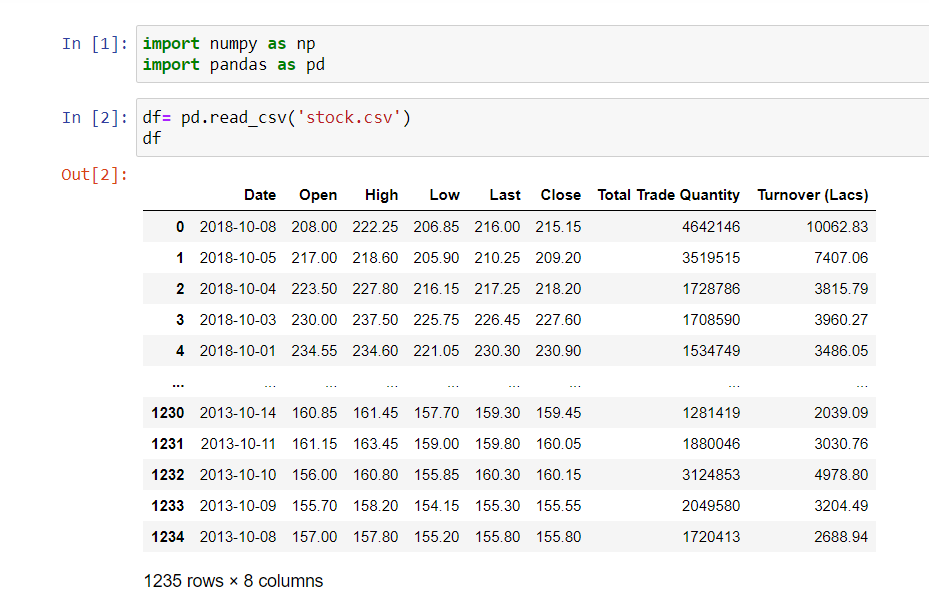 In [1]: import numpy as np
import pandas as pd
In [2]: df= pd.read_csv('stock.csv')
df
Out[2]:
Date Open High Low Last Close Total Trade Quantity Turnover (Lacs)
0 2018-10-08 208.00 222.25 206.85 216.00 215.15 4642146 10062.83
1 2018-10-05 217.00 218.60 205.90 210.25 209.20 3519515 7407.06
2 2018-10-04 223.50 227.80 216.15 217.25 218.20 1728786 3815.79
3 2018-10-03 230.00 237.50 225.75 226.45 227.60 1708590 3960.27
4 2018-10-01 234.55 234.60 221.05 230.30 230.90 1534749 3486.05
... ... ... ... ... ... ... ... ...
1230 2013-10-14 160.85 161.45 157.70 159.30 159.45 1281419 2039.09
1231 2013-10-11 161.15 163.45 159.00 159.80 160.05 1880046 3030.76
1232 2013-10-10 156.00 160.80 155.85 160.30 160.15 3124853 4978.80
1233 2013-10-09 155.70 158.20 154.15 155.30 155.55 2049580 3204.49
1234 2013-10-08 157.00 157.80 155.20 155.80 155.80 1720413 2688.94
1235 rows × 8 columns